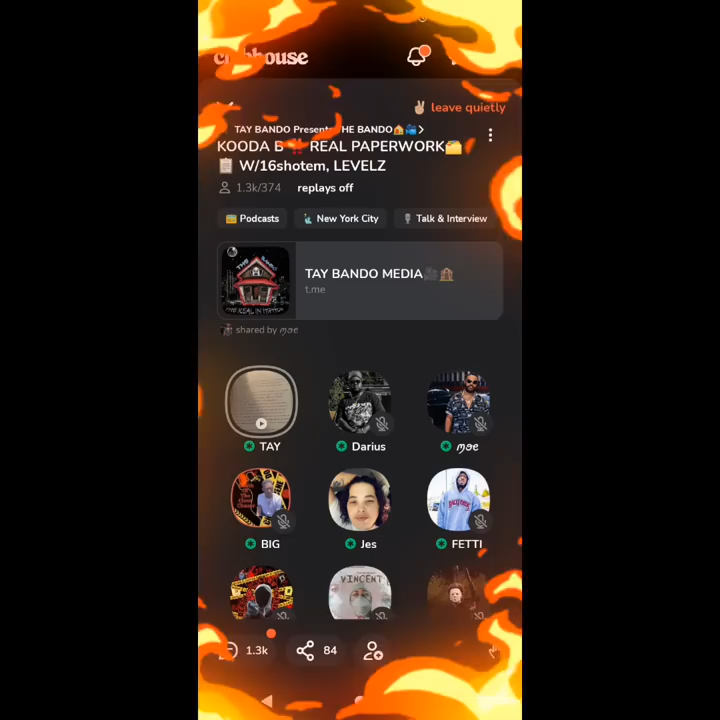 clubhouse
✌🏼 leave quietly
TAY BANDO Presents THE BANDO🏚️🎥
KOODA B‼️ REAL PAPERWORK🗂️
📋 W/16shotem, LEVELZ
1.3k/374 replays off
📻 Podcasts 🗽 New York City 🎙️ Talk & Interview
TAY BANDO MEDIA🎥🏚️
t.me
shared by ოօe
TAY Darius ოօe
BIG Jes FETTI
VINCENT
1.3k 84